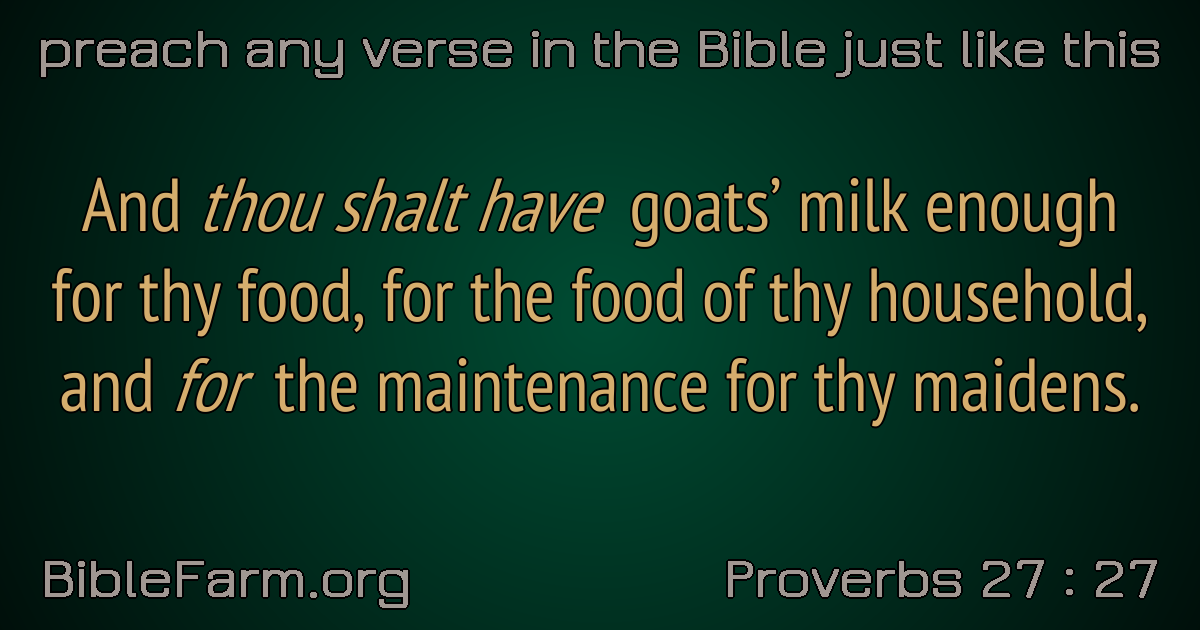 preach any verse in the Bible just like this
And thou shalt have goats’ milk enough
for thy food, for the food of thy household,
and for the maintenance for thy maidens.
BibleFarm.org
Proverbs 27 : 27